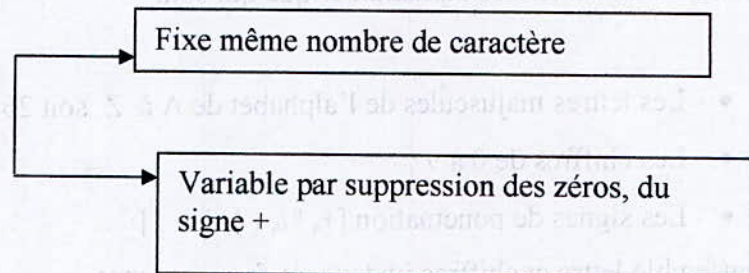 Fixe même nombre de caractère
Variable par suppression des zéros, du
signe +